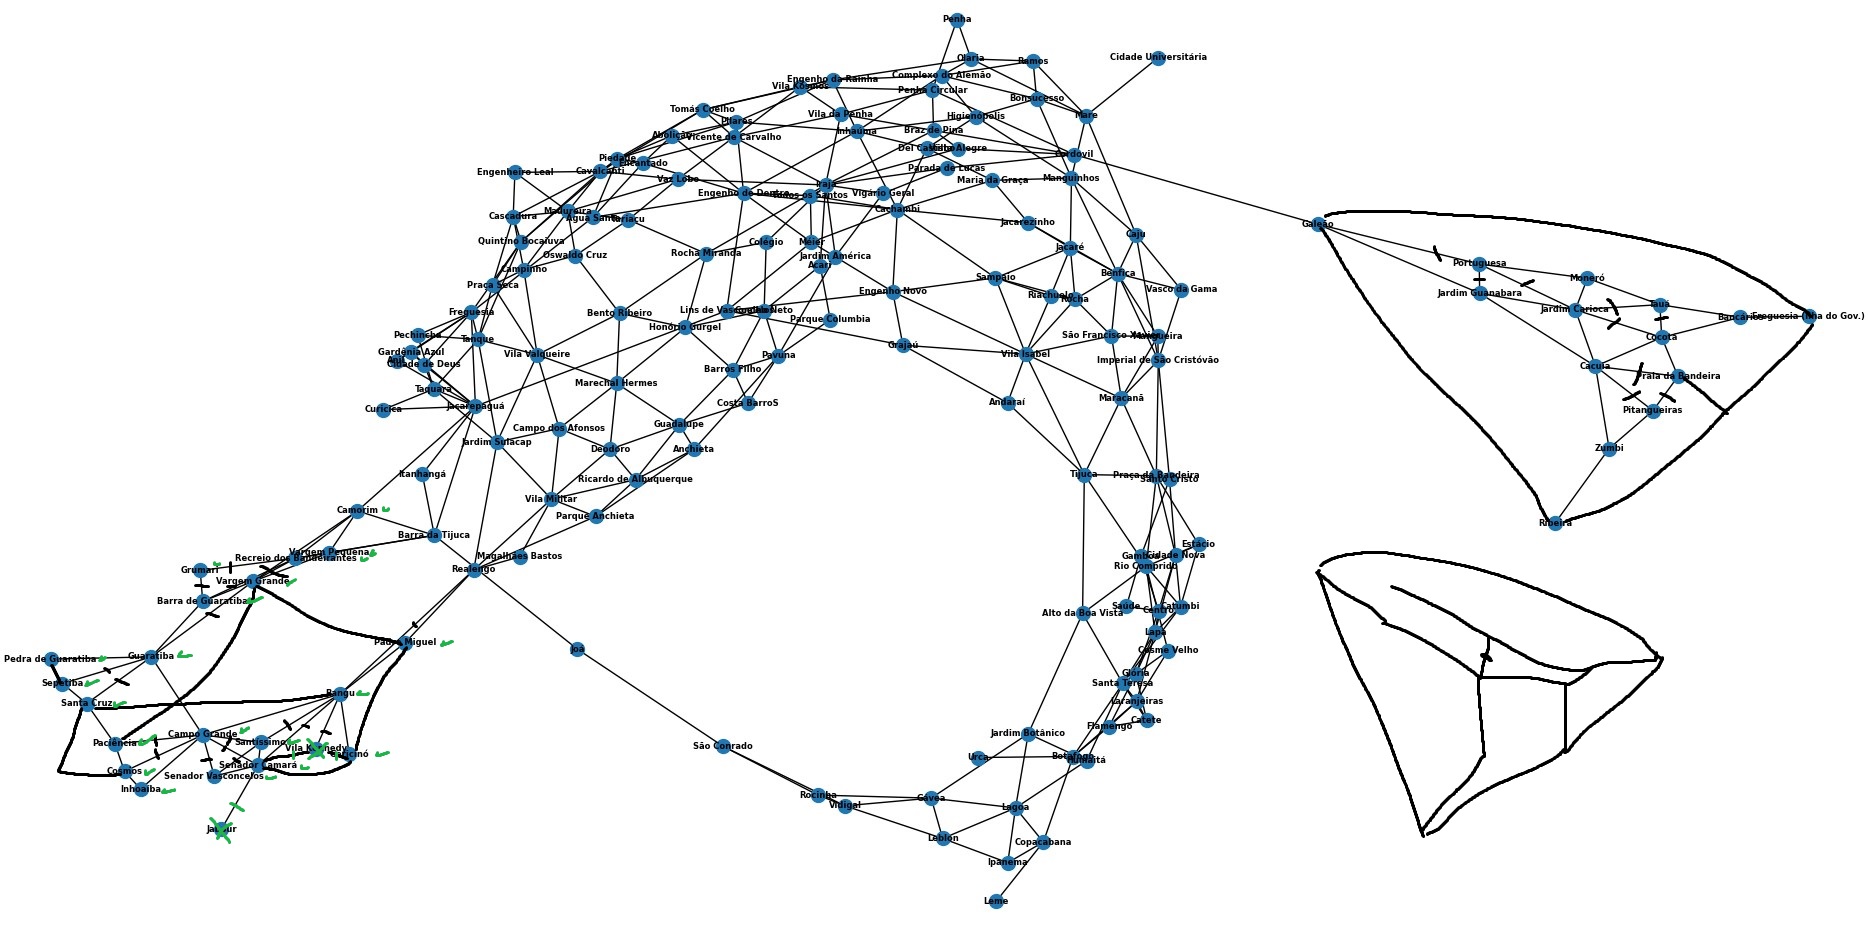 Penha
Cidade Universitária
Olaria
Ramos
Complexo do Alemão
Engenho da Rainha
Vila Kosmos
Penha Circular
Bonsucesso
Tomás Coelho
Vila da Penha
Higienópolis
Maré
Pilares
Inhaúma
Braz de Pina
Abolição
Vicente de Carvalho
Del Castilho
Vista Alegre
Cordovil
Piedade
Encantado
Cavalcanti
Engenheiro Leal
Parada de Lucas
Vaz Lobo
Maria da Graça
Manguinhos
Irajá
Engenho de Dentro
Todos os Santos
Vigário Geral
Cachambi
Madureira
Cascadura
Água Santa
Turiaçu
Jacarezinho
Galeão
Caju
Quintino Bocaiuva
Colégio
Méier
Jacaré
Oswaldo Cruz
Rocha Miranda
Jardim América
Acari
Portuguesa
Campinho
Sampaio
Benfica
Moneró
Praça Seca
Engenho Novo
Riachuelo
Rocha
Vasco da Gama
Jardim Guanabara
Tauá
Freguesia
Bento Ribeiro
Lins de Vasconcelos
Coelho Neto
Jardim Carioca
Bancários
Freguesia (Ilha do Gov.)
Parque Columbia
Honório Gurgel
Pechincha
Tanque
São Francisco Xavier
Mangueira
Cocotá
Gardênia Azul
Anil
Cidade de Deus
Vila Valqueire
Pavuna
Grajaú
Vila Isabel
Imperial de São Cristóvão
Barros Filho
Cacuia
Praia da Bandeira
Taquara
Marechal Hermes
Curicica
Jacarepaguá
Costa BarroS
Andaraí
Maracanã
Pitangueiras
Campo dos Afonsos
Guadalupe
Jardim Sulacap
Deodoro
Anchieta
Zumbi
Itanhangá
Ricardo de Albuquerque
Tijuca
Praça da Bandeira
Santo Cristo
Vila Militar
Camorim
Parque Anchieta
Ribeira
Barra da Tijuca
Estácio
Vargem Pequena
Recreio dos Bandeirantes
Magalhães Bastos
Gamboa
Cidade Nova
Grumari
Realengo
Rio Comprido
Vargem Grande
Barra de Guaratiba
Alto da Boa Vista
Saúde
Centro
Catumbi
Padre Miguel
Lapa
Joá
Cosme Velho
Pedra de Guaratiba
Guaratiba
Glória
Sepetiba
Santa Teresa
Bangu
Santa Cruz
Laranjeiras
Catete
Flamengo
Campo Grande
Jardim Botânico
Paciência
Santíssimo
Vila Kennedy
Gericinó
São Conrado
Urca
Botafogo
Humaitá
Cosmos
Senador Camará
Senador Vasconcelos
Inhoaíba
Rocinha
Gávea
Vidigal
Lagoa
Jabour
Leblon
Copacabana
Ipanema
Leme